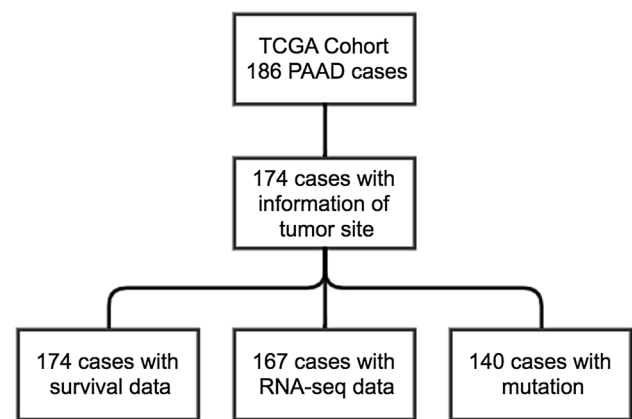 TCGA Cohort
186 PAAD cases
174 cases with
information of
tumor site
174 cases with
survival data
167 cases with
RNA-seq data
140 cases with
mutation